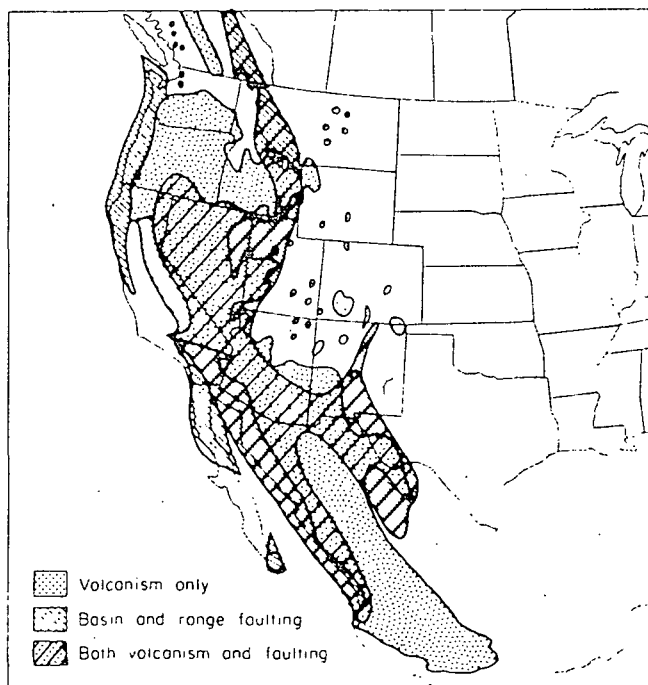 Volcanism only
Basin and range faulting
Both volcanism and faulting